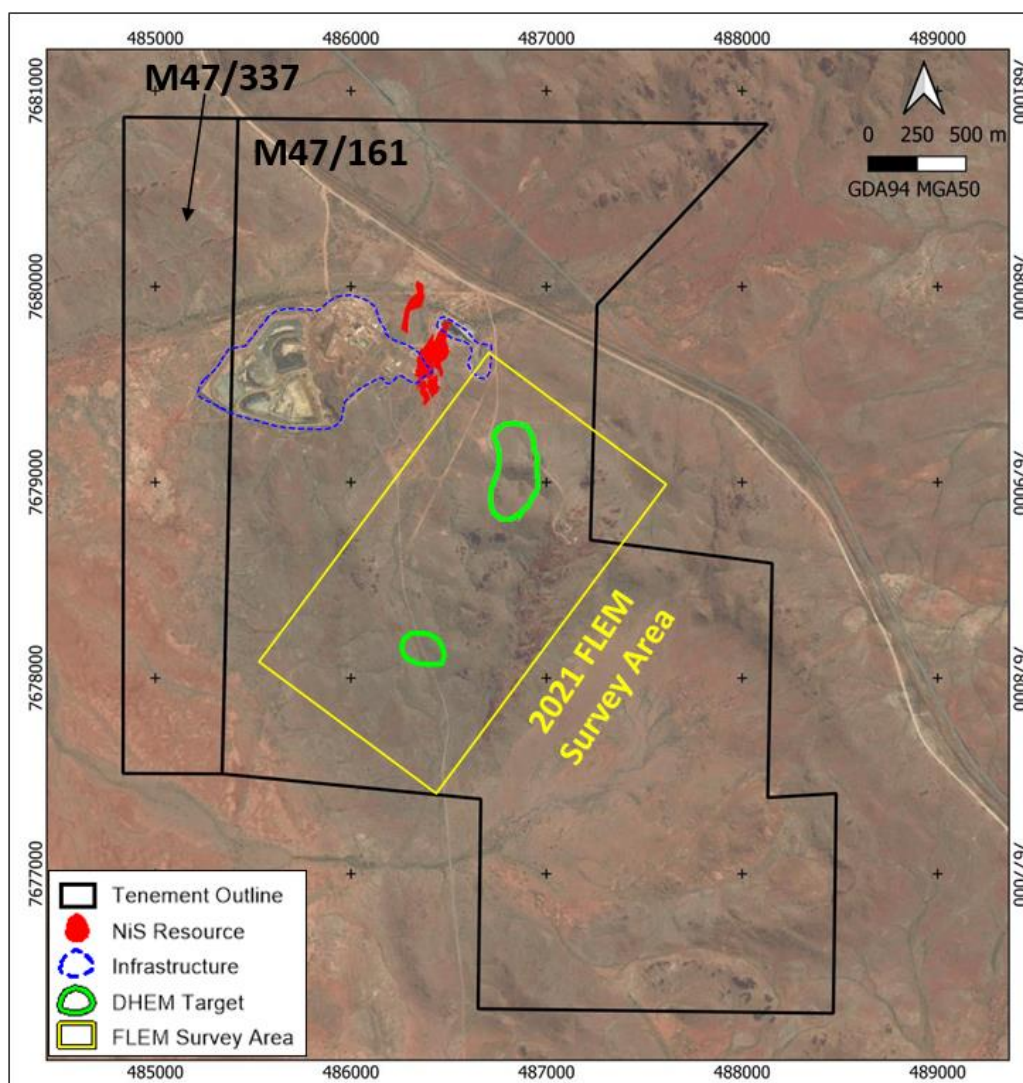 485000 486000 487000 488000 489000
7681000 7681000
M47/337
M47/161
0 250 500 m
GDA94 MGA50
7680000 7680000
7679000 7679000
2021 FLEM
Survey Area
7678000 7678000
7677000 7677000
Tenement Outline
NiS Resource
Infrastructure
DHEM Target
FLEM Survey Area
485000 486000 487000 488000 489000